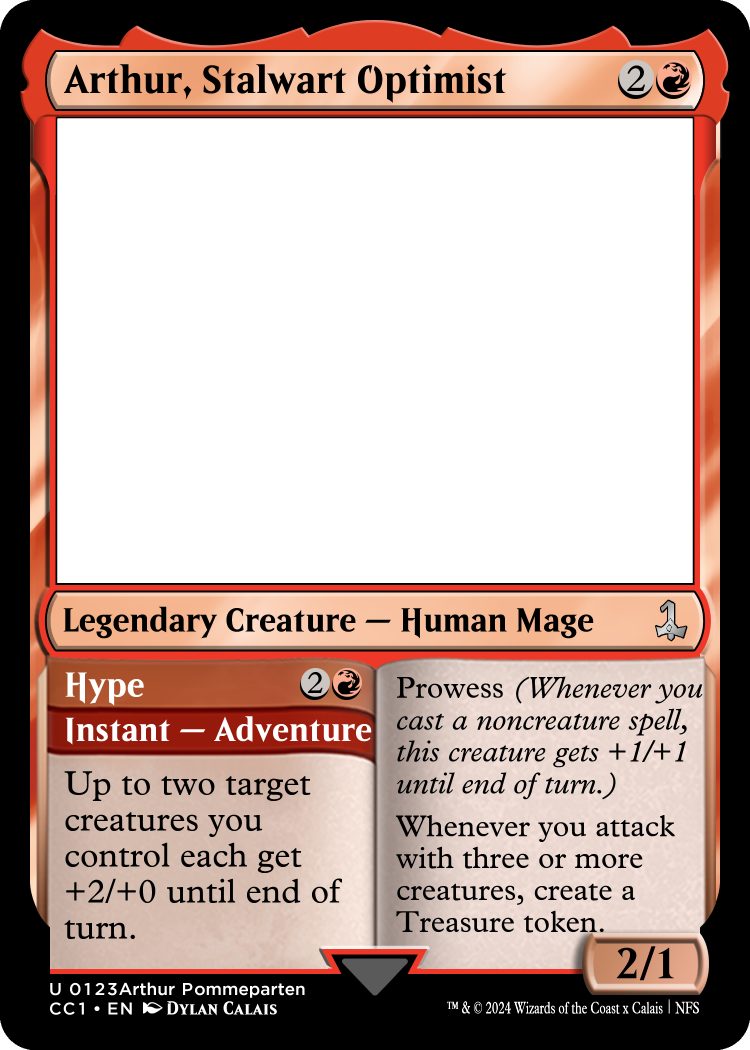 Arthur, Stalwart Optimist 2
Legendary Creature — Human Mage
Hype 2
Instant — Adventure
Up to two target
creatures you
control each get
+2/+0 until end of
turn.
Prowess (Whenever you
cast a noncreature spell,
this creature gets +1/+1
until end of turn.)
Whenever you attack
with three or more
creatures, create a
Treasure token.
2/1
U 0123Arthur Pommeparten
CC1 • EN DYLAN CALAIS
™ & © 2024 Wizards of the Coast x Calais | NFS